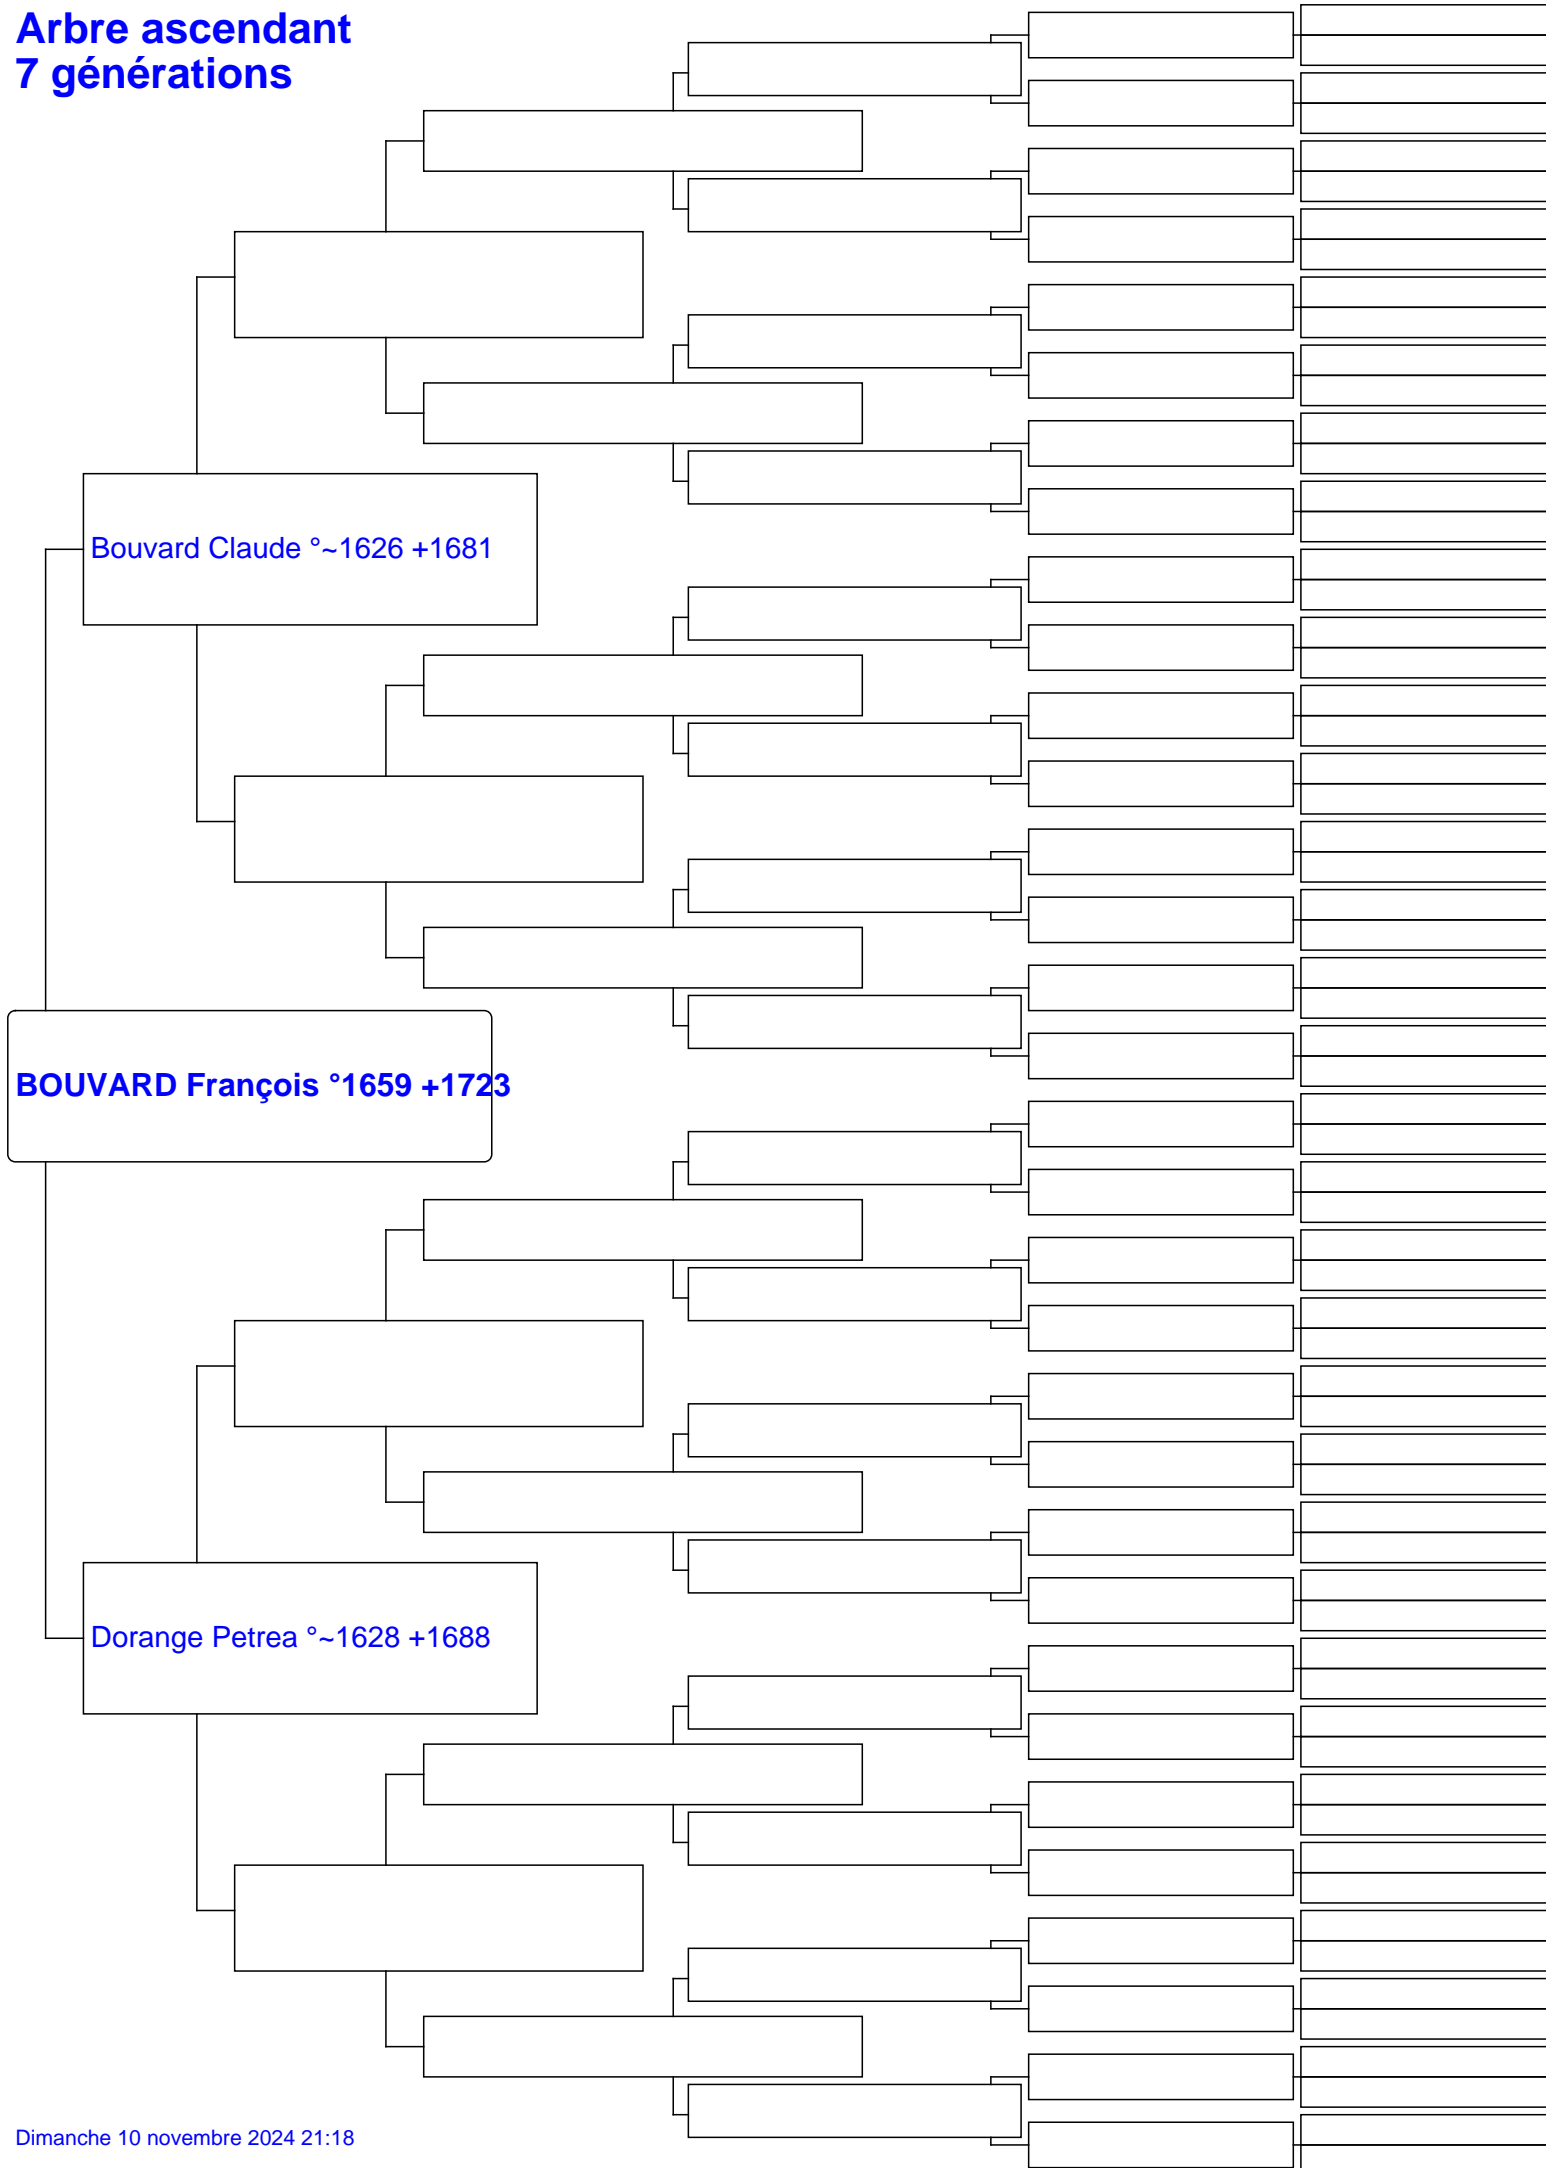 Arbre ascendant
7 générations
Bouvard Claude °~1626 +1681
BOUVARD François °1659 +1723
Dorange Petrea °~1628 +1688
Dimanche 10 novembre 2024 21:18